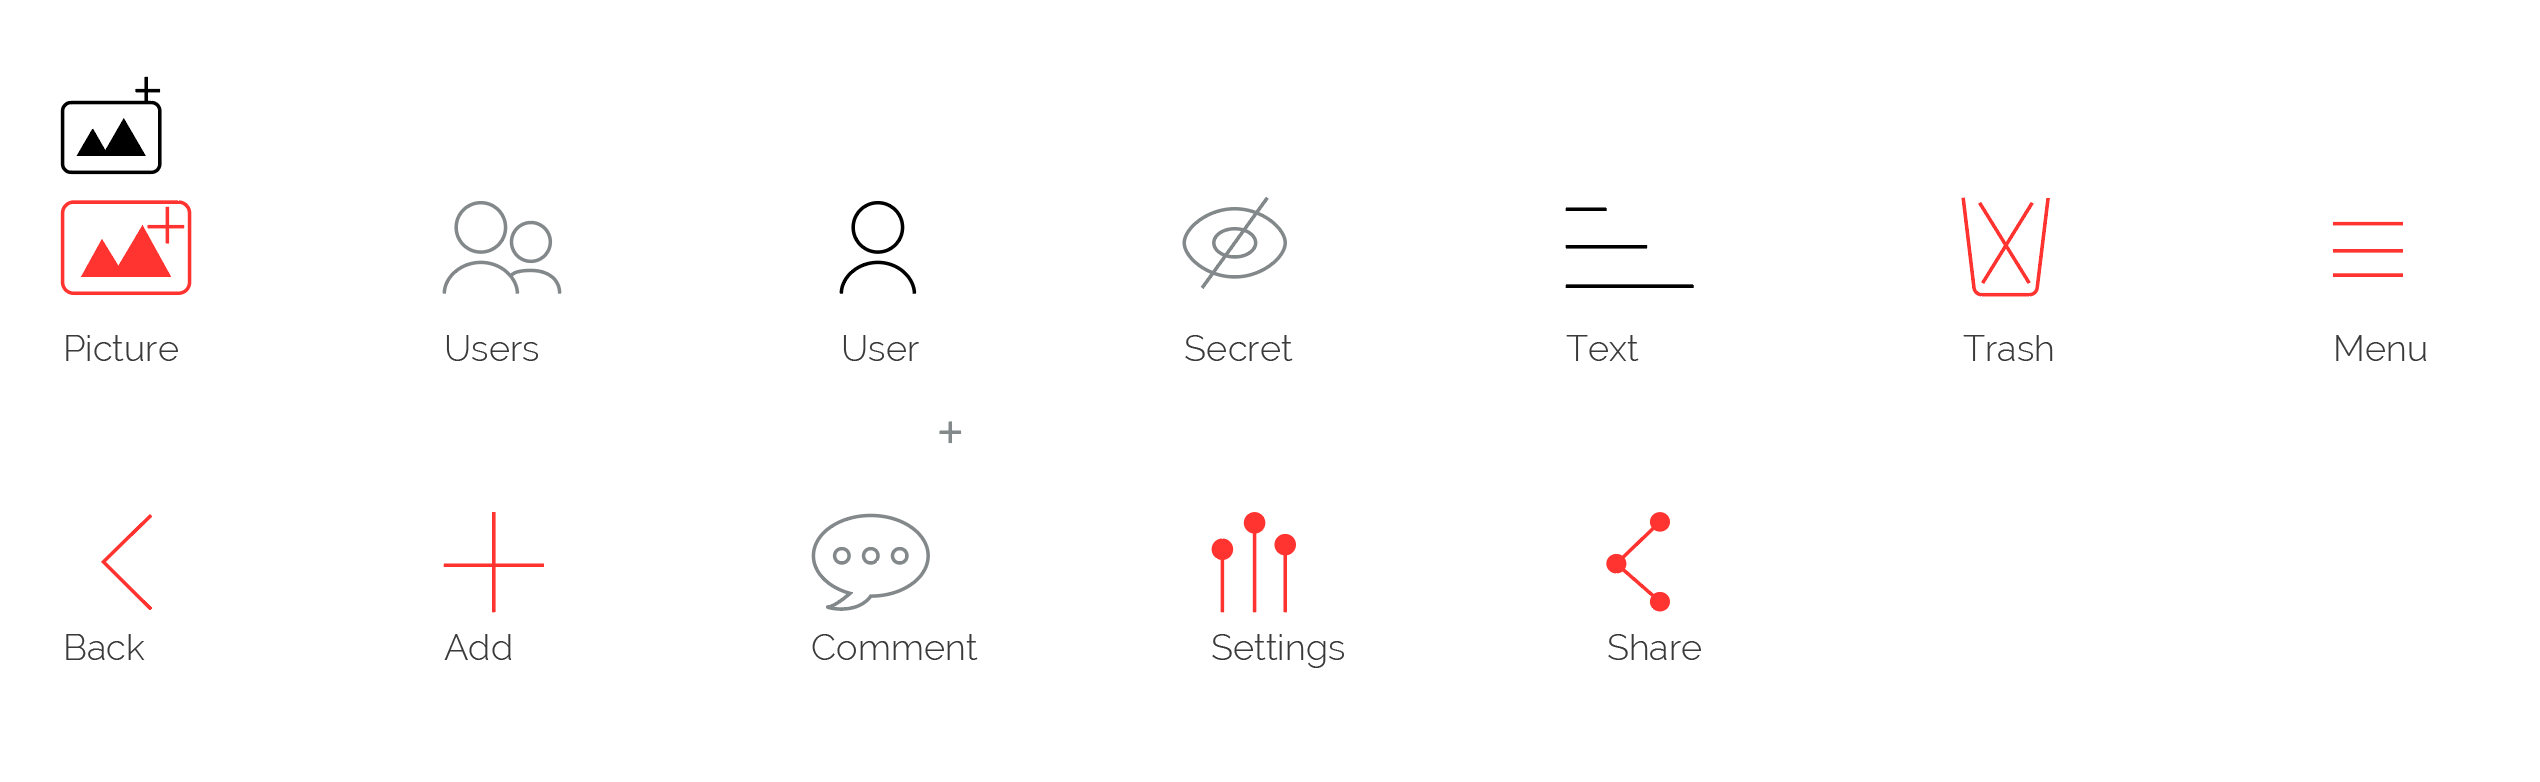 Picture
Users
User
Secret
Text
Trash
Menu
Back
Add
Comment
Settings
Share